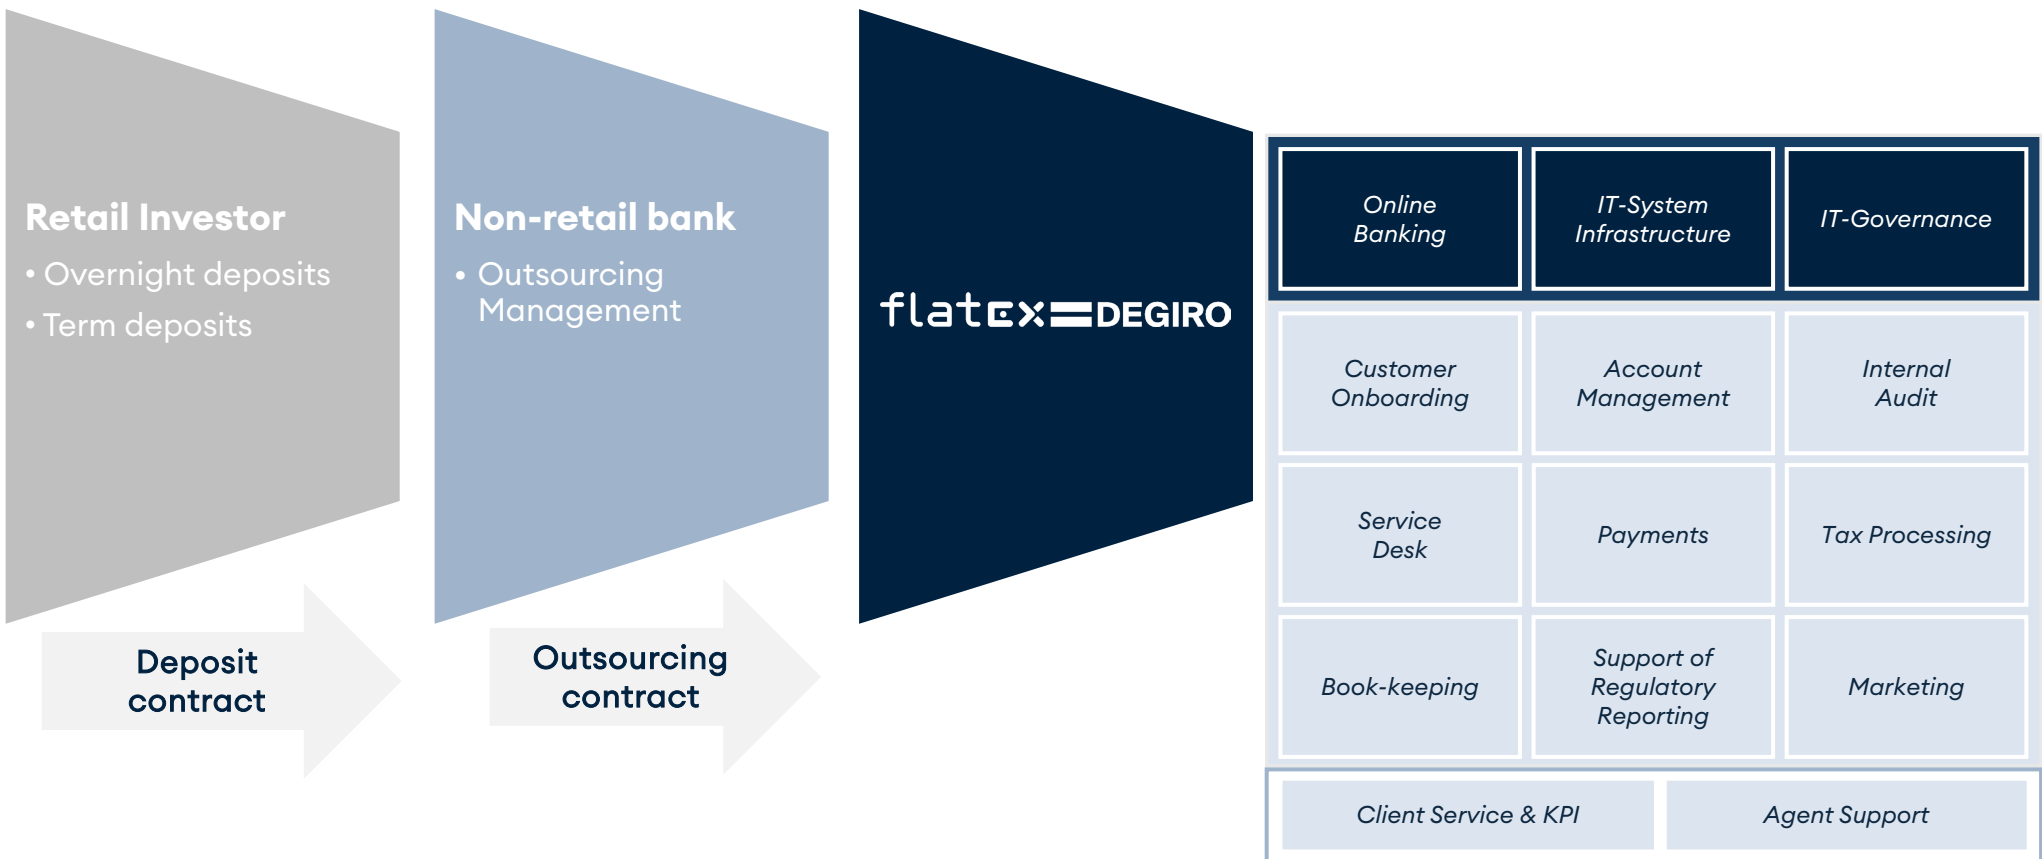 Retail Investor
• Overnight deposits
• Term deposits
Deposit
contract
Non-retail bank
• Outsourcing
Management
Outsourcing
contract
flatex=DEGIRO
Online
Banking
IT-System
Infrastructure
IT-Governance
Customer
Onboarding
Account
Management
Internal
Audit
Service
Desk
Payments
Tax Processing
Book-keeping
Support of
Regulatory
Reporting
Marketing
Client Service & KPI
Agent Support